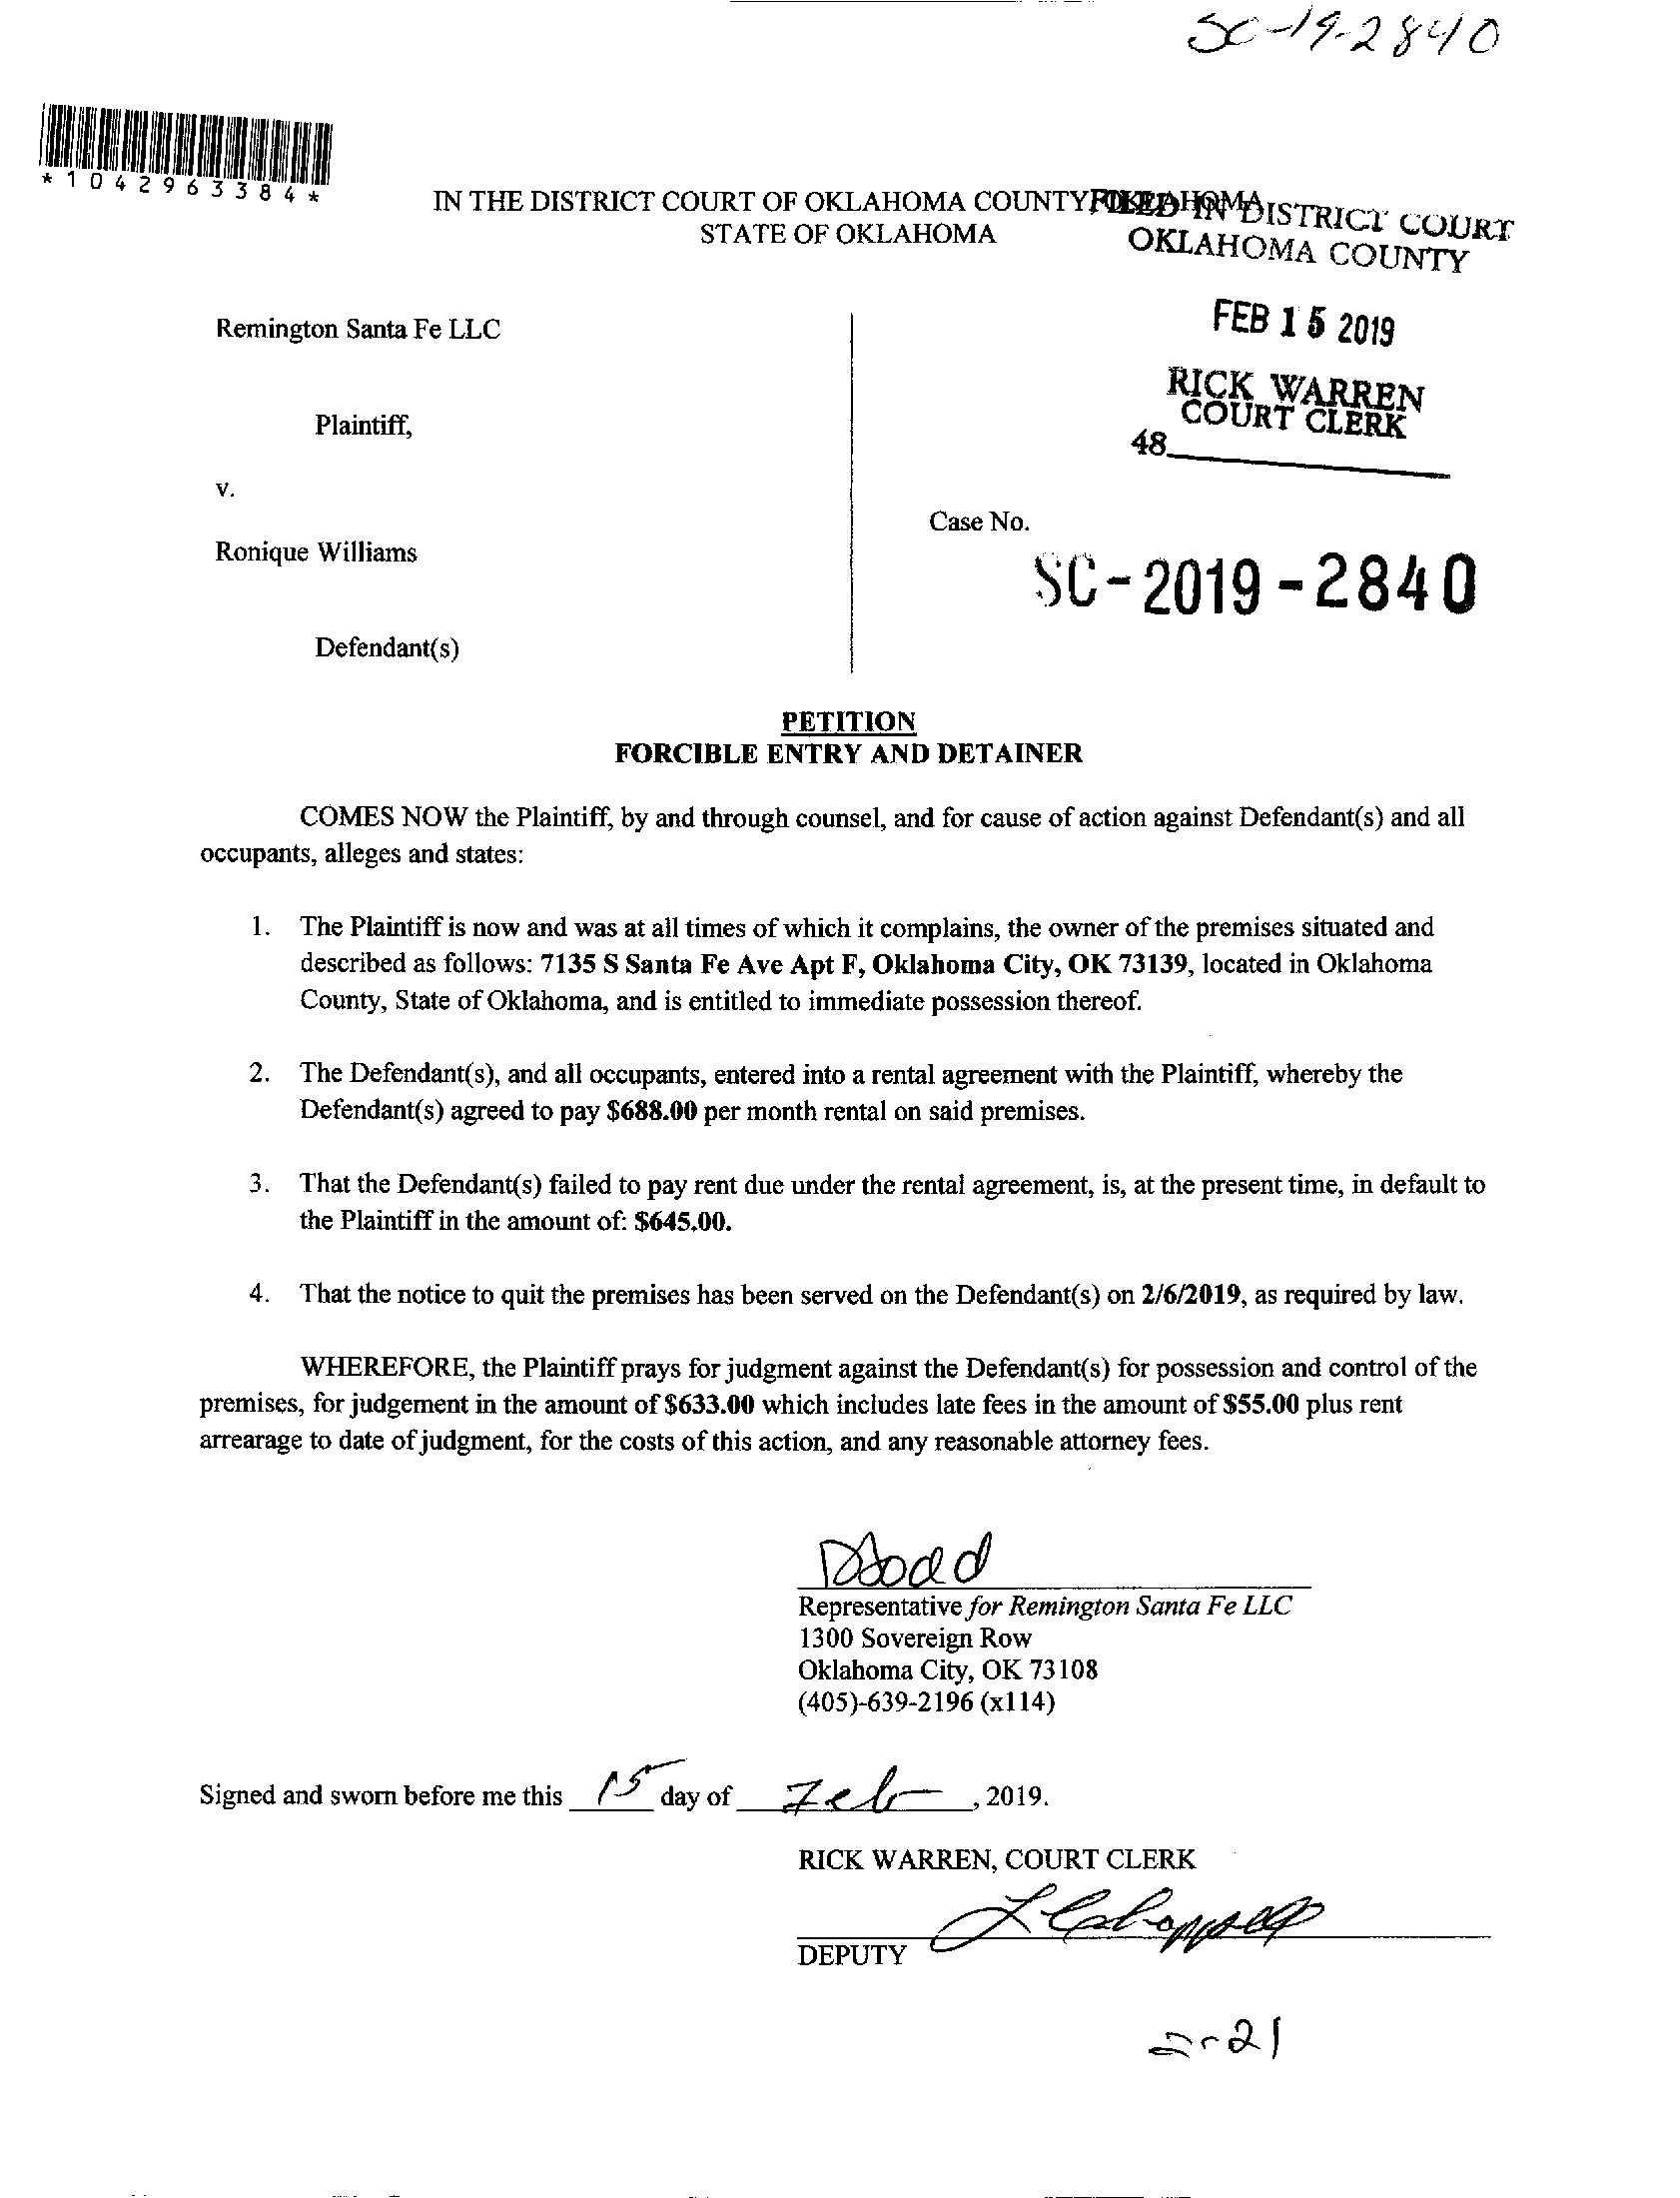 SC-19-2840
*1042963384*
IN THE DISTRICT COURT OF OKLAHOMA COUNTY, OKLAHOMA
STATE OF OKLAHOMA
FILED IN DISTRICT COURT
OKLAHOMA COUNTY
FEB 15 2019
RICK WARREN
COURT CLERK
48
Remington Santa Fe LLC
Plaintiff,
v.
Ronique Williams
Defendant(s)
Case No.
SC-2019-2840
PETITION
FORCIBLE ENTRY AND DETAINER
COMES NOW the Plaintiff, by and through counsel, and for cause of action against Defendant(s) and all
occupants, alleges and states:
1. The Plaintiff is now and was at all times of which it complains, the owner of the premises situated and
described as follows: 7135 S Santa Fe Ave Apt F, Oklahoma City, OK 73139, located in Oklahoma
County, State of Oklahoma, and is entitled to immediate possession thereof.
2. The Defendant(s), and all occupants, entered into a rental agreement with the Plaintiff, whereby the
Defendant(s) agreed to pay $688.00 per month rental on said premises.
3. That the Defendant(s) failed to pay rent due under the rental agreement, is, at the present time, in default to
the Plaintiff in the amount of: $645.00.
4. That the notice to quit the premises has been served on the Defendant(s) on 2/6/2019, as required by law.
WHEREFORE, the Plaintiff prays for judgment against the Defendant(s) for possession and control of the
premises, for judgement in the amount of $633.00 which includes late fees in the amount of $55.00 plus rent
arrearage to date of judgment, for the costs of this action, and any reasonable attorney fees.
Representative for Remington Santa Fe LLC
1300 Sovereign Row
Oklahoma City, OK 73108
(405)-639-2196 (x114)
Signed and sworn before me this 15 day of Feb, 2019.
RICK WARREN, COURT CLERK
DEPUTY
2-21